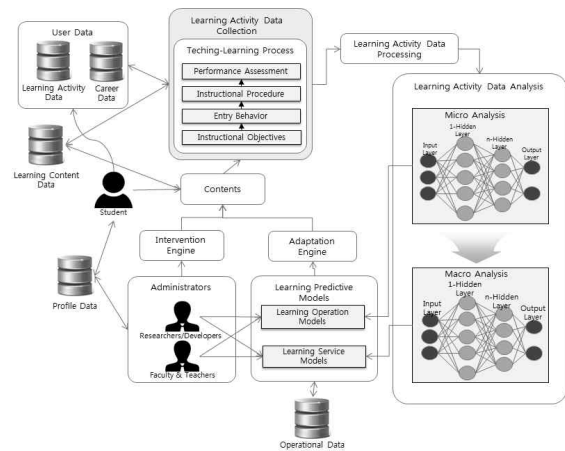 User Data
Learning Activity
Data
Career
Data
Learning Content
Data
Student
Profile Data
Learning Activity Data
Collection
Teching-Learning Process
Performance Assessment
Instructional Procedure
Entry Behavior
Instructional Objectives
Contents
Intervention
Engine
Adaptation
Engine
Administrators
Researchers/Developers
Faculty & Teachers
Learning Predictive
Models
Learning Operation
Models
Learning Service
Models
Operational Data
Learning Activity Data
Processing
Learning Activity Data Analysis
Micro Analysis
1-Hidden
Layer
Input
Layer
n-Hidden
Layer
Output
Layer
Macro Analysis
1-Hidden
Layer
Input
Layer
n-Hidden
Layer
Output
Layer